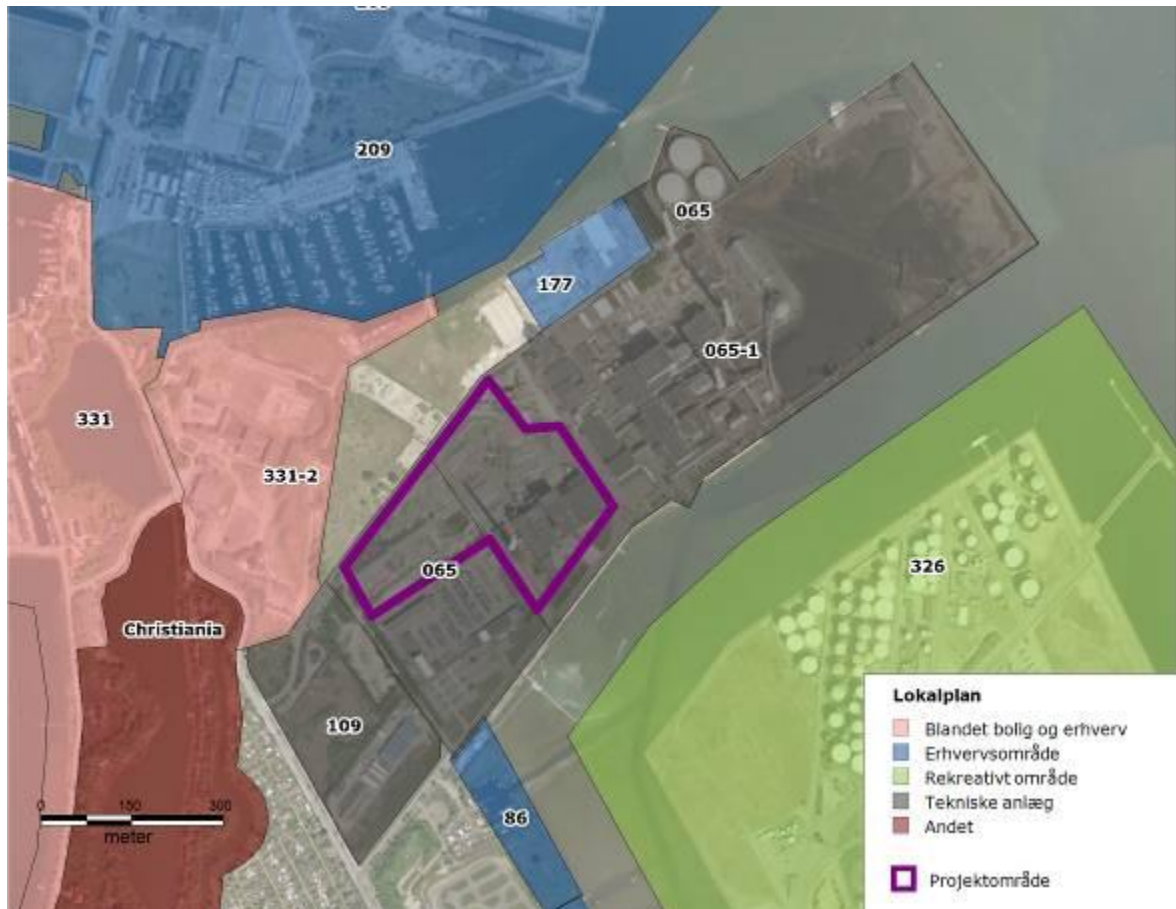 209
065
177
065-1
331
331-2
326
065
Christiania
109
86
0 150 300
meter
Lokalplan
Blandet bolig og erhverv
Erhvervsområde
Rekreativt område
Tekniske anlæg
Andet
Projektområde